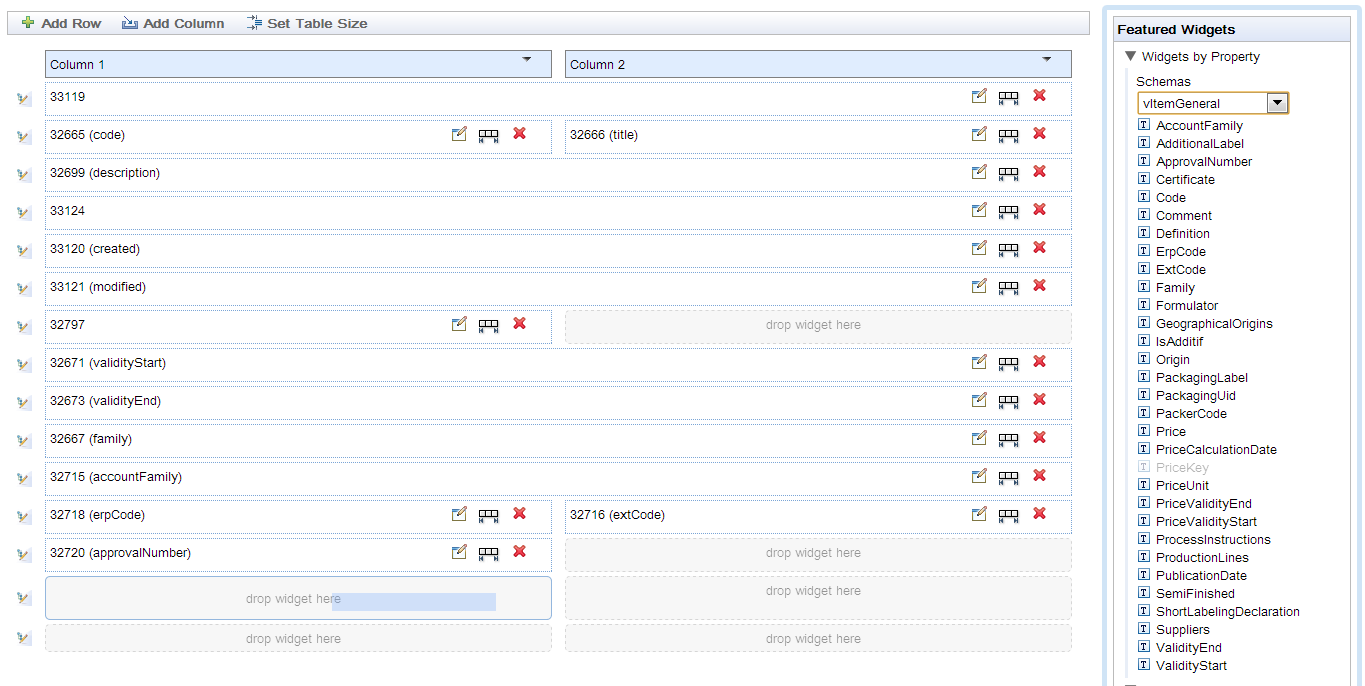 Add Row Add Column Set Table Size
Column 1 Column 2
33119
32665 (code) 32666 (title)
32699 (description)
33124
33120 (created)
33121 (modified)
32797 drop widget here
32671 (validityStart)
32673 (validityEnd)
32667 (family)
32715 (accountFamily)
32718 (erpCode) 32716 (extCode)
32720 (approvalNumber) drop widget here
drop widget here drop widget here
drop widget here drop widget here
Featured Widgets
Widgets by Property
Schemas
vItemGeneral
AccountFamily
AdditionalLabel
ApprovalNumber
Certificate
Code
Comment
Definition
ErpCode
ExtCode
Family
Formulator
GeographicalOrigins
IsAdditif
Origin
PackagingLabel
PackagingUid
PackerCode
Price
PriceCalculationDate
PriceKey
PriceUnit
PriceValidityEnd
PriceValidityStart
ProcessInstructions
ProductionLines
PublicationDate
SemiFinished
ShortLabelingDeclaration
Suppliers
ValidityEnd
ValidityStart